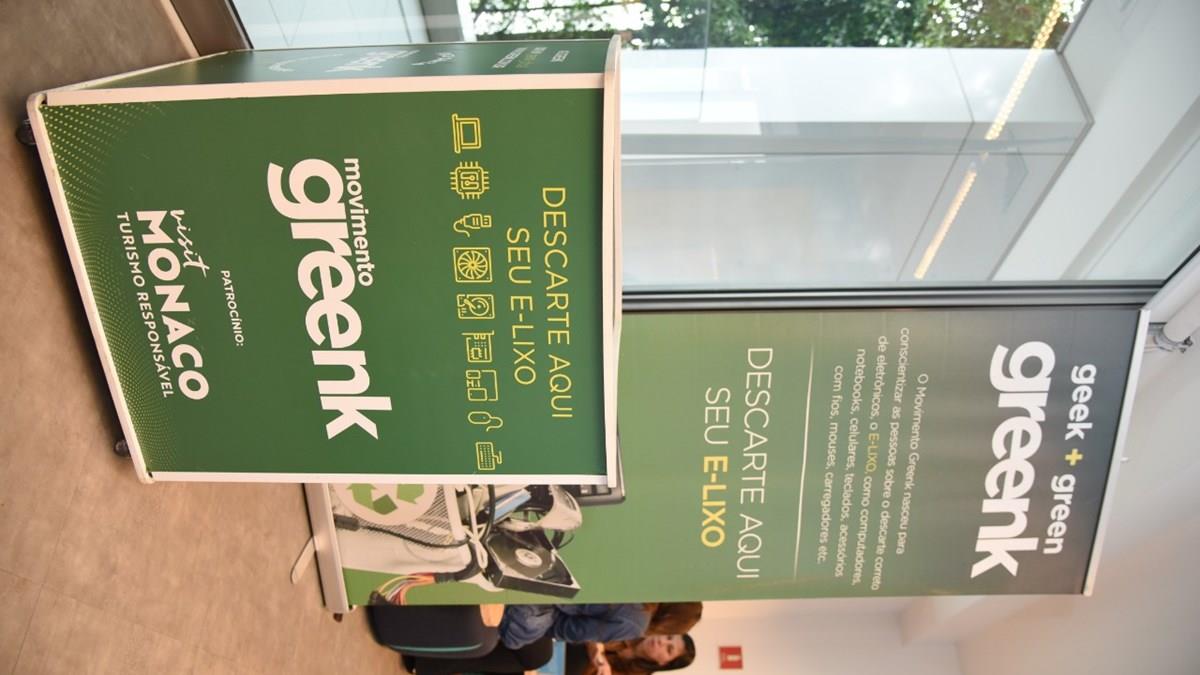 geek + green
greenk
O Movimento Greenk nasceu para
conscientizar as pessoas sobre o descarte correto
de eletrônicos, o E-LIXO, como computadores,
notebooks, celulares, teclados, acessórios
com fios, mouses, carregadores etc.
DESCARTE AQUI
SEU E-LIXO
DESCARTE AQUI
SEU E-LIXO
movimento
greenk
PATROCÍNIO:
visit
MONACO
TURISMO RESPONSÁVEL